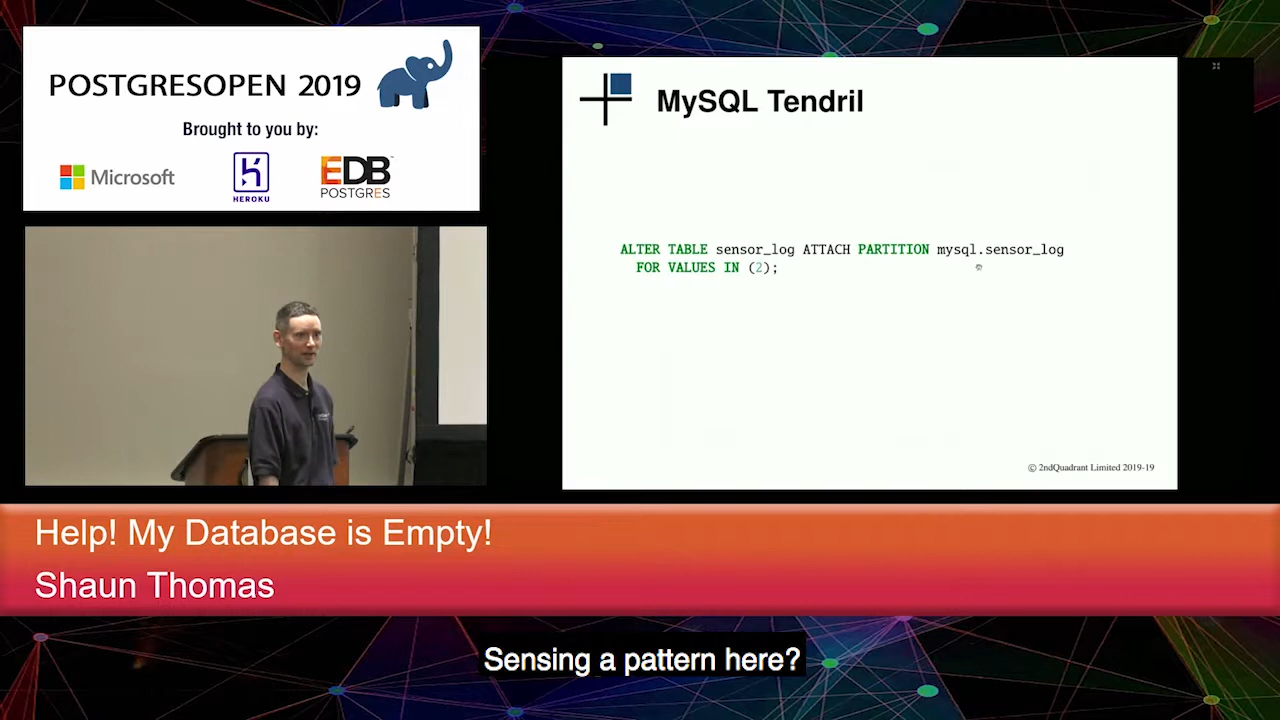 POSTGRESOPEN 2019
Brought to you by:
Microsoft
HEROKU
EDB
POSTGRES
MySQL Tendril
ALTER TABLE sensor_log ATTACH PARTITION mysql.sensor_log
FOR VALUES IN (2);
© 2ndQuadrant Limited 2019-19
Help! My Database is Empty!
Shaun Thomas
Sensing a pattern here?